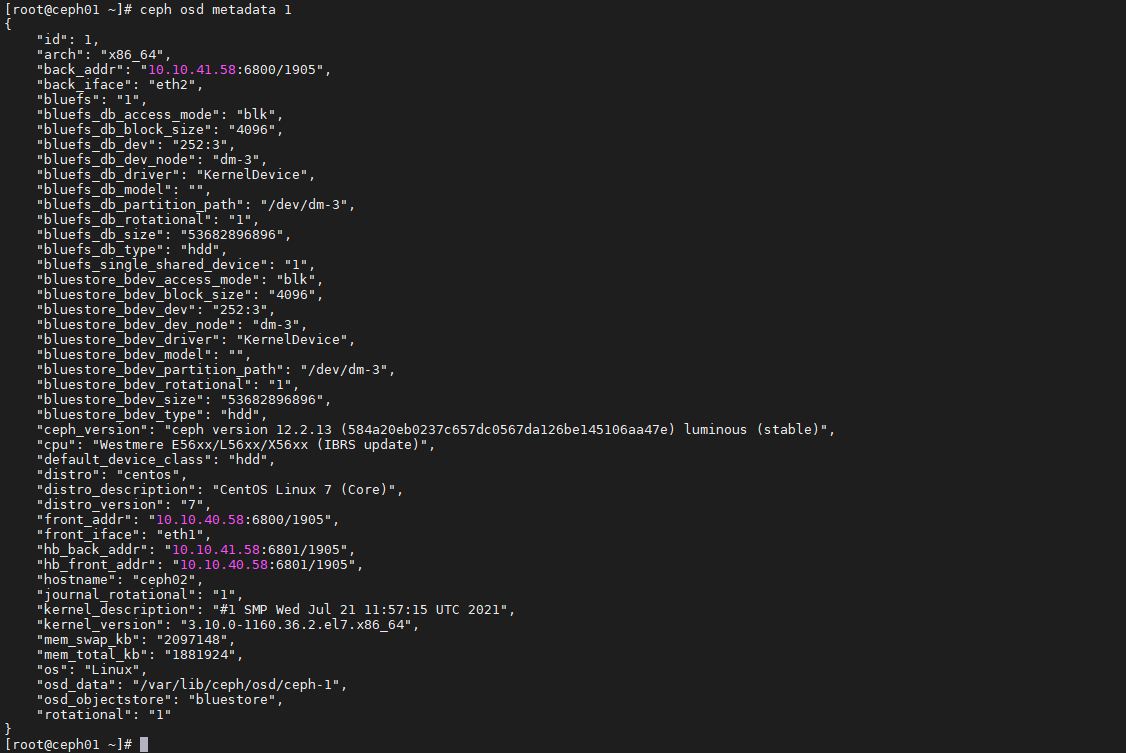 [root@ceph01 ~]# ceph osd metadata 1
{
    "id": 1,
    "arch": "x86_64",
    "back_addr": "10.10.41.58:6800/1905",
    "back_iface": "eth2",
    "bluefs": "1",
    "bluefs_db_access_mode": "blk",
    "bluefs_db_block_size": "4096",
    "bluefs_db_dev": "252:3",
    "bluefs_db_dev_node": "dm-3",
    "bluefs_db_driver": "KernelDevice",
    "bluefs_db_model": "",
    "bluefs_db_partition_path": "/dev/dm-3",
    "bluefs_db_rotational": "1",
    "bluefs_db_size": "53682896896",
    "bluefs_db_type": "hdd",
    "bluefs_single_shared_device": "1",
    "bluestore_bdev_access_mode": "blk",
    "bluestore_bdev_block_size": "4096",
    "bluestore_bdev_dev": "252:3",
    "bluestore_bdev_dev_node": "dm-3",
    "bluestore_bdev_driver": "KernelDevice",
    "bluestore_bdev_model": "",
    "bluestore_bdev_partition_path": "/dev/dm-3",
    "bluestore_bdev_rotational": "1",
    "bluestore_bdev_size": "53682896896",
    "bluestore_bdev_type": "hdd",
    "ceph_version": "ceph version 12.2.13 (584a20eb0237c657dc0567da126be145106aa47e) luminous (stable)",
    "cpu": "Westmere E56xx/L56xx/X56xx (IBRS update)",
    "default_device_class": "hdd",
    "distro": "centos",
    "distro_description": "CentOS Linux 7 (Core)",
    "distro_version": "7",
    "front_addr": "10.10.40.58:6800/1905",
    "front_iface": "eth1",
    "hb_back_addr": "10.10.41.58:6801/1905",
    "hb_front_addr": "10.10.40.58:6801/1905",
    "hostname": "ceph02",
    "journal_rotational": "1",
    "kernel_description": "#1 SMP Wed Jul 21 11:57:15 UTC 2021",
    "kernel_version": "3.10.0-1160.36.2.el7.x86_64",
    "mem_swap_kb": "2097148",
    "mem_total_kb": "1881924",
    "os": "Linux",
    "osd_data": "/var/lib/ceph/osd/ceph-1",
    "osd_objectstore": "bluestore",
    "rotational": "1"
}
[root@ceph01 ~]#